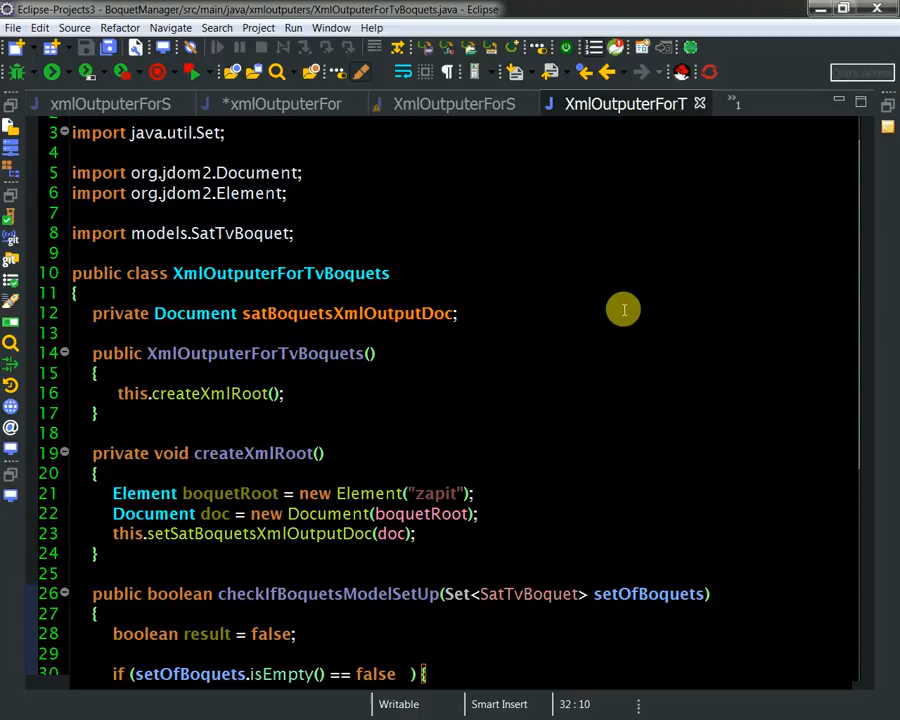 Eclipse-Projects3 - BoquetManager/src/main/java/xmloutputers/XmlOutputerForTvBoquets.java - Eclipse
File Edit Source Refactor Navigate Search Project Run Window Help
Quick Access
xmlOutputerForS *xmlOutputerFor XmlOutputerForS XmlOutputerForT »1
3 import java.util.Set;
4
5 import org.jdom2.Document;
6 import org.jdom2.Element;
7
8 import models.SatTvBoquet;
9
10 public class XmlOutputerForTvBoquets
11 {
12 private Document satBoquetsXmlOutputDoc;
13
14 public XmlOutputerForTvBoquets()
15 {
16 this.createXmlRoot();
17 }
18
19 private void createXmlRoot()
20 {
21 Element boquetRoot = new Element("zapit");
22 Document doc = new Document(boquetRoot);
23 this.setSatBoquetsXmlOutputDoc(doc);
24 }
25
26 public boolean checkIfBoquetsModelSetUp(Set<SatTvBoquet> setOfBoquets)
27 {
28 boolean result = false;
29
30 if (setOfBoquets.isEmpty() == false ) {
Writable Smart Insert 32 : 10